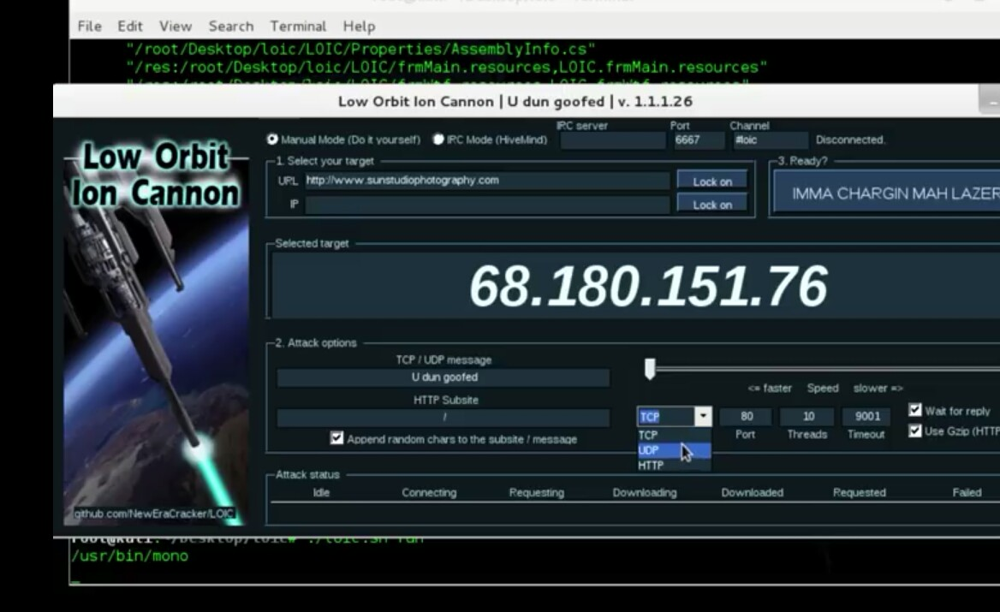 File Edit View Search Terminal Help
"/root/Desktop/loic/LOIC/Properties/AssemblyInfo.cs"
"/res:/root/Desktop/loic/LOIC/frmMain.resources,LOIC.frmMain.resources"
Low Orbit Ion Cannon | U dun goofed | v. 1.1.1.26
Low Orbit
Ion Cannon
IRC server Port Channel
Manual Mode (Do it yourself) IRC Mode (HiveMind) 6667 #loic Disconnected.
1. Select your target
URL http://www.sunstudiophotography.com Lock on
IP Lock on
3. Ready?
IMMA CHARGIN MAH LAZER
Selected target
68.180.151.76
2. Attack options
TCP / UDP message
U dun goofed
HTTP Subsite
/
Append random chars to the subsite / message
<= faster Speed slower =>
TCP 80 10 9001 Wait for reply
Port Threads Timeout Use Gzip (HTTP
TCP
UDP
HTTP
Attack status
Idle Connecting Requesting Downloading Downloaded Requested Failed
github.com/NewEraCracker/LOIC
/usr/bin/mono